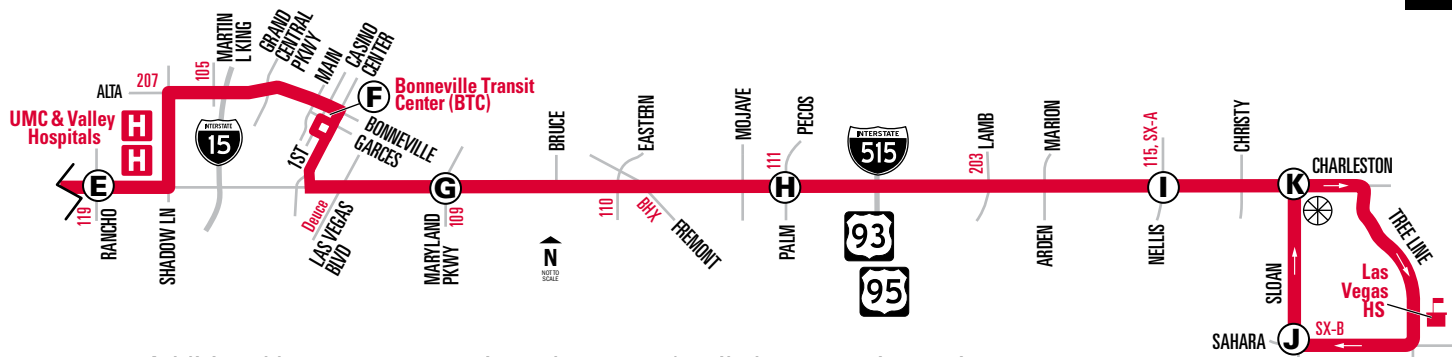 MARTIN
L KING
GRAND
CENTRAL
PKWY
MAIN
CASINO
CENTER
207
105
ALTA
F
Bonneville Transit
Center (BTC)
UMC & Valley
Hospitals
H
H
INTERSTATE
15
1ST
BONNEVILLE
GARCES
BRUCE
EASTERN
MOJAVE
PECOS
111
INTERSTATE
515
LAMB
203
MARION
115, SX-A
CHRISTY
CHARLESTON
E
G
H
I
K
119
RANCHO
SHADOW LN
Deuce
LAS VEGAS
BLVD
MARYLAND
PKWY
109
N
NOT TO
SCALE
110
BHX
FREMONT
PALM
93
95
ARDEN
NELLIS
SLOAN
TREE LINE
Las
Vegas
HS
SAHARA
J
SX-B